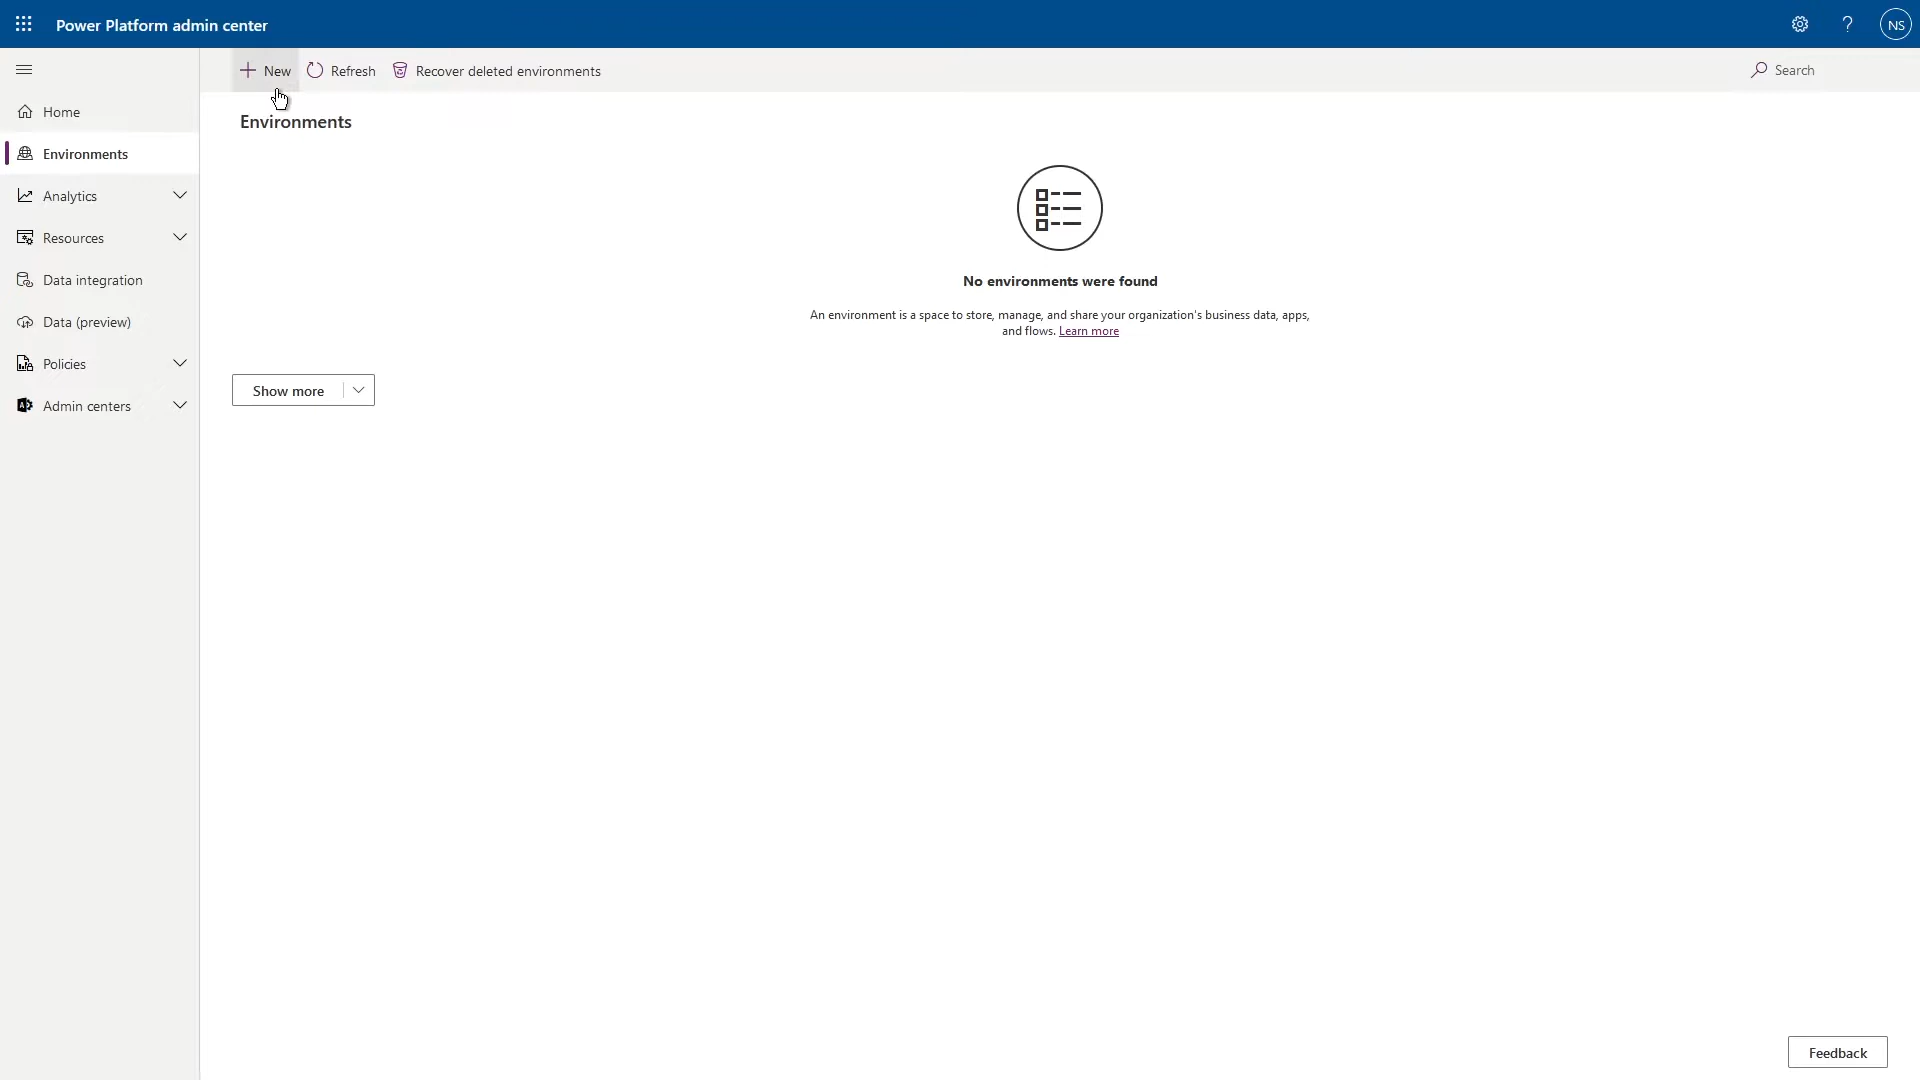 Power Platform admin center
?
NS
New
Refresh
Recover deleted environments
Search
Home
Environments
Analytics
Resources
Data integration
Data (preview)
Policies
Admin centers
Environments
No environments were found
An environment is a space to store, manage, and share your organization's business data, apps,
and flows. Learn more
Show more
Feedback